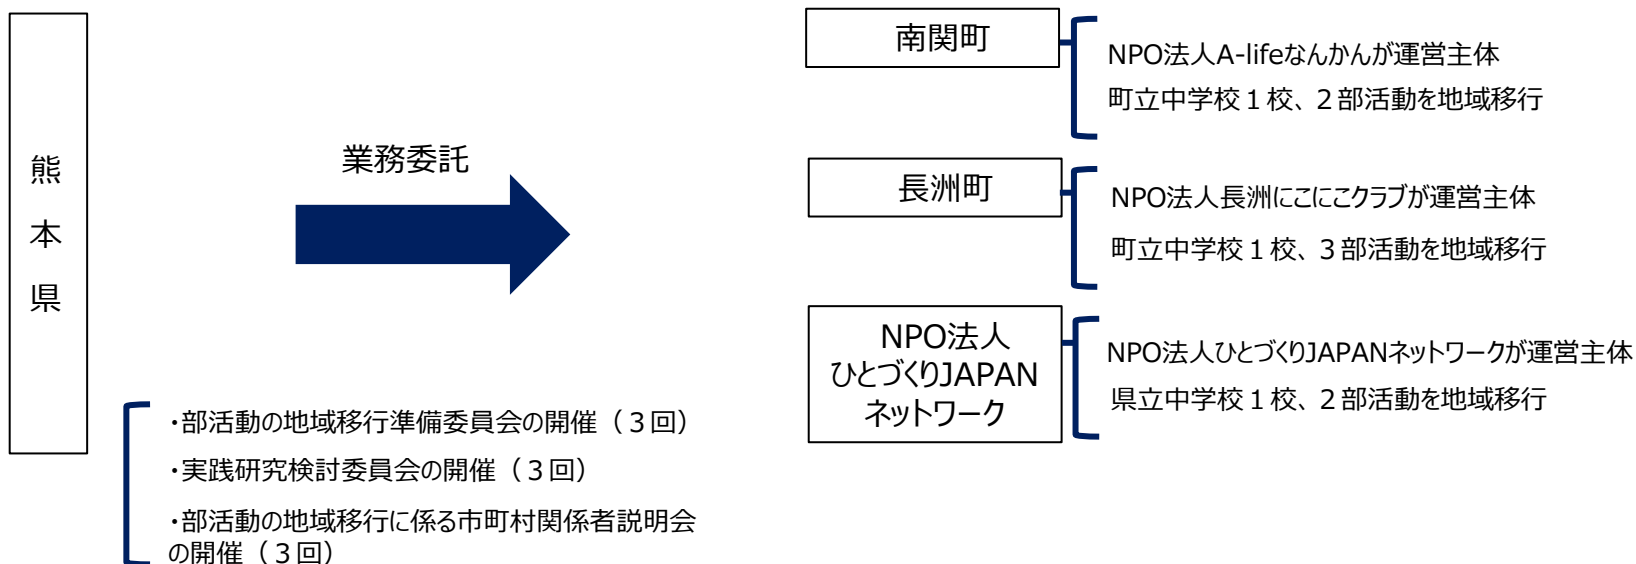 熊本県
業務委託
・部活動の地域移行準備委員会の開催（３回）
・実践研究検討委員会の開催（３回）
・部活動の地域移行に係る市町村関係者説明会
の開催（３回）
南関町
NPO法人A-lifeなんかんが運営主体
町立中学校１校、２部活動を地域移行
長洲町
NPO法人長洲にこにこクラブが運営主体
町立中学校１校、３部活動を地域移行
NPO法人
ひとづくりJAPAN
ネットワーク
NPO法人ひとづくりJAPANネットワークが運営主体
県立中学校１校、２部活動を地域移行